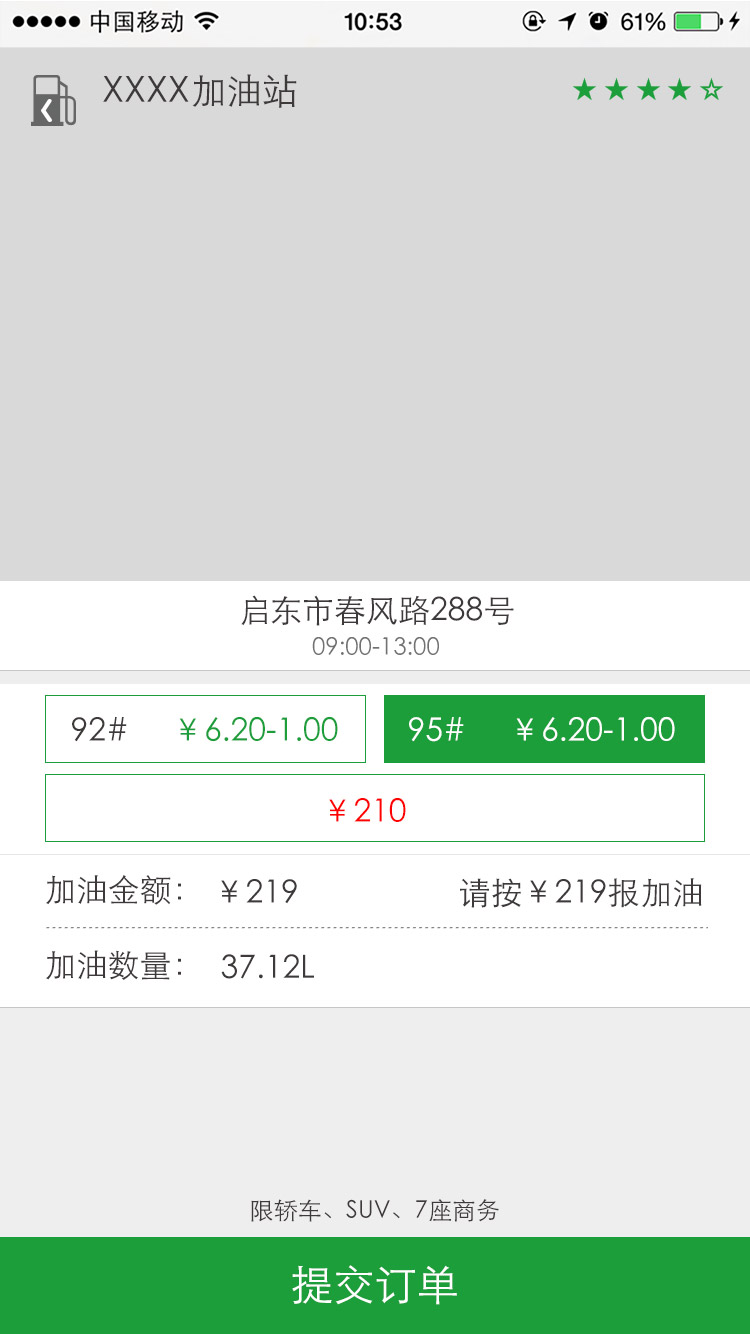 中国移动 10:53 61%
XXXX加油站
启东市春风路288号
09:00-13:00
92# ¥6.20-1.00 95# ¥6.20-1.00
¥210
加油金额： ¥219 请按¥219报加油
加油数量： 37.12L
限轿车、SUV、7座商务
提交订单